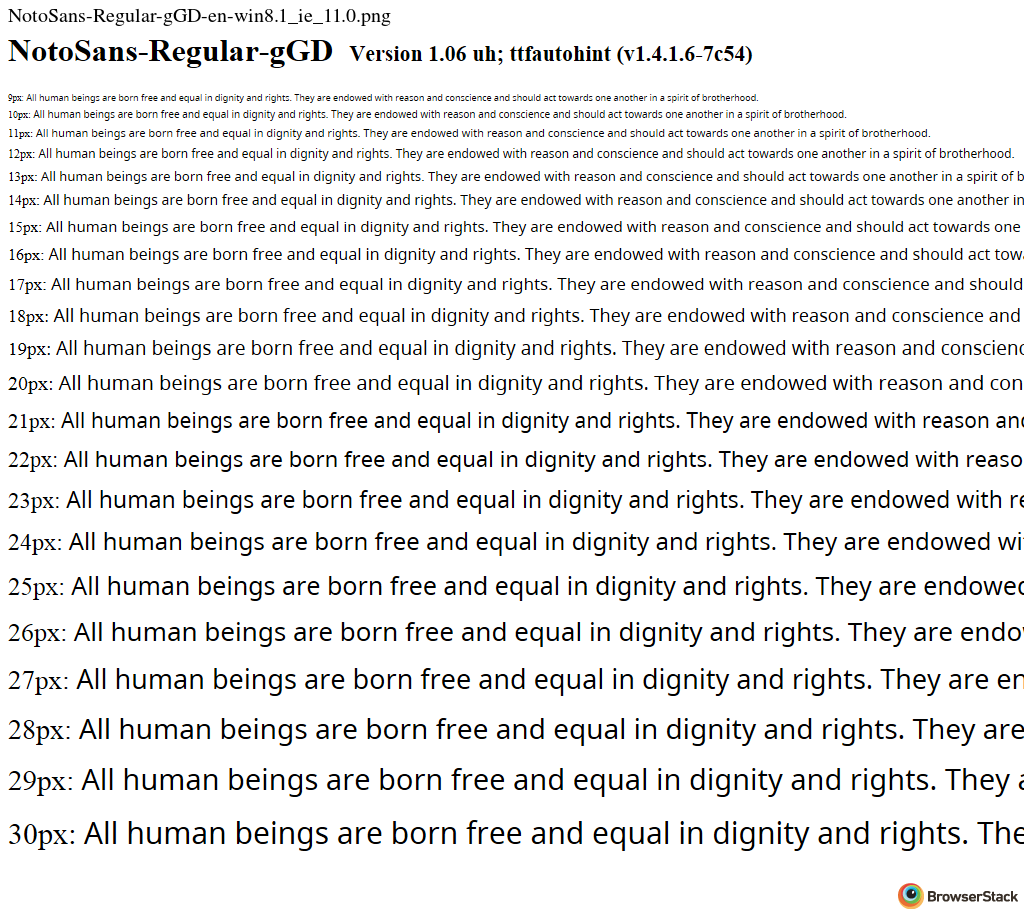 NotoSans-Regular-gGD-en-win8.1_ie_11.0.png
NotoSans-Regular-gGD Version 1.06 uh; ttfautohint (v1.4.1.6-7c54)
9px: All human beings are born free and equal in dignity and rights. They are endowed with reason and conscience and should act towards one another in a spirit of brotherhood.
10px: All human beings are born free and equal in dignity and rights. They are endowed with reason and conscience and should act towards one another in a spirit of brotherhood.
11px: All human beings are born free and equal in dignity and rights. They are endowed with reason and conscience and should act towards one another in a spirit of brotherhood.
12px: All human beings are born free and equal in dignity and rights. They are endowed with reason and conscience and should act towards one another in a spirit of brotherhood.
13px: All human beings are born free and equal in dignity and rights. They are endowed with reason and conscience and should act towards one another in a spirit of b
14px: All human beings are born free and equal in dignity and rights. They are endowed with reason and conscience and should act towards one another in
15px: All human beings are born free and equal in dignity and rights. They are endowed with reason and conscience and should act towards one
16px: All human beings are born free and equal in dignity and rights. They are endowed with reason and conscience and should act tow
17px: All human beings are born free and equal in dignity and rights. They are endowed with reason and conscience and should
18px: All human beings are born free and equal in dignity and rights. They are endowed with reason and conscience and
19px: All human beings are born free and equal in dignity and rights. They are endowed with reason and conscienc
20px: All human beings are born free and equal in dignity and rights. They are endowed with reason and con
21px: All human beings are born free and equal in dignity and rights. They are endowed with reason and
22px: All human beings are born free and equal in dignity and rights. They are endowed with reaso
23px: All human beings are born free and equal in dignity and rights. They are endowed with re
24px: All human beings are born free and equal in dignity and rights. They are endowed wi
25px: All human beings are born free and equal in dignity and rights. They are endowed
26px: All human beings are born free and equal in dignity and rights. They are endo
27px: All human beings are born free and equal in dignity and rights. They are en
28px: All human beings are born free and equal in dignity and rights. They are
29px: All human beings are born free and equal in dignity and rights. They a
30px: All human beings are born free and equal in dignity and rights. The
BrowserStack